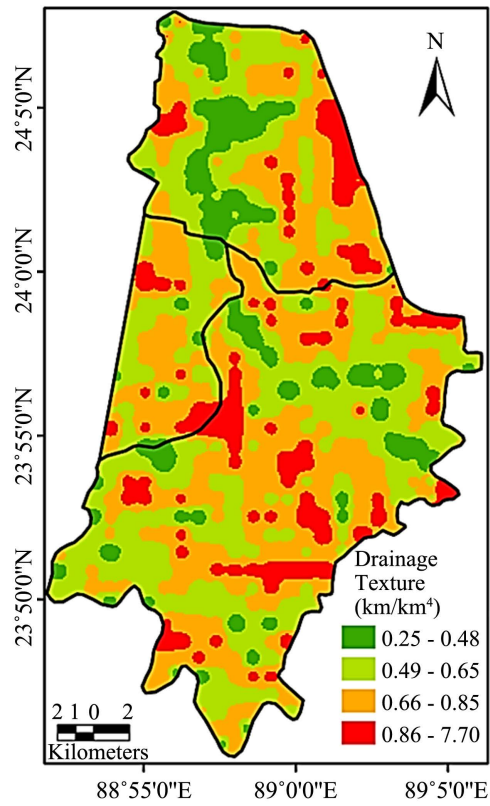 N
24°5'0"N
24°0'0"N
23°55'0"N
23°50'0"N
Drainage
Texture
(km/km⁴)
0.25 - 0.48
0.49 - 0.65
0.66 - 0.85
0.86 - 7.70
2 1 0 2
Kilometers
88°55'0"E 89°0'0"E 89°5'0"E